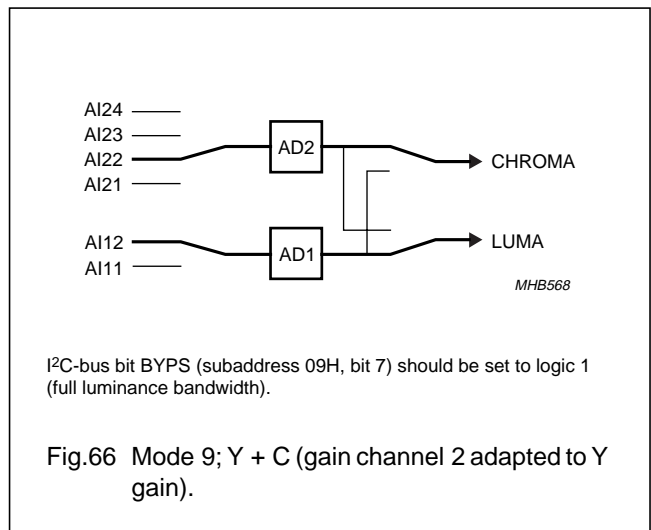 AI24
AI23
AI22
AI21
AD2
CHROMA
AI12
AI11
AD1
LUMA
MHB568
I²C-bus bit BYPS (subaddress 09H, bit 7) should be set to logic 1
(full luminance bandwidth).
Fig.66 Mode 9; Y + C (gain channel 2 adapted to Y
gain).